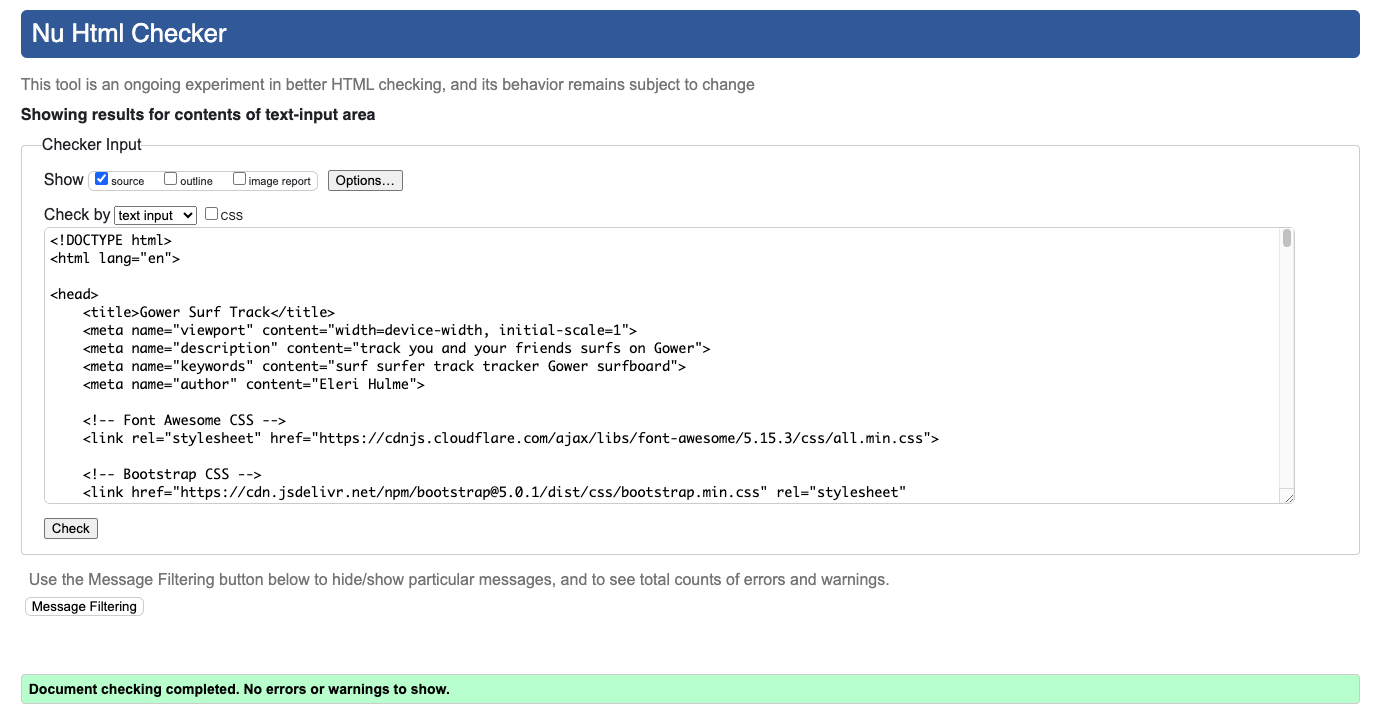 Nu Html Checker
This tool is an ongoing experiment in better HTML checking, and its behavior remains subject to change
Showing results for contents of text-input area
Checker Input
Show source outline image report Options...
Check by text input css
<!DOCTYPE html>
<html lang="en">
<head>
<title>Gower Surf Track</title>
<meta name="viewport" content="width=device-width, initial-scale=1">
<meta name="description" content="track you and your friends surfs on Gower">
<meta name="keywords" content="surf surfer track tracker Gower surfboard">
<meta name="author" content="Eleri Hulme">
<!-- Font Awesome CSS -->
<link rel="stylesheet" href="https://cdnjs.cloudflare.com/ajax/libs/font-awesome/5.15.3/css/all.min.css">
<!-- Bootstrap CSS -->
<link href="https://cdn.jsdelivr.net/npm/bootstrap@5.0.1/dist/css/bootstrap.min.css" rel="stylesheet"
Check
Use the Message Filtering button below to hide/show particular messages, and to see total counts of errors and warnings.
Message Filtering
Document checking completed. No errors or warnings to show.